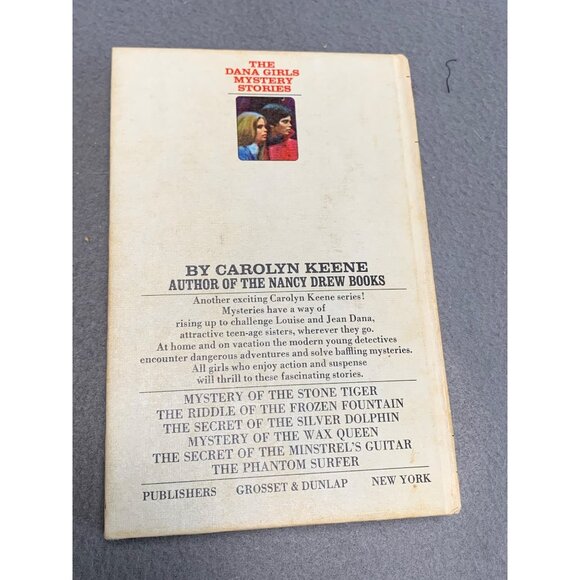 THE
DANA GIRLS
MYSTERY
STORIES
BY CAROLYN KEENE
AUTHOR OF THE NANCY DREW BOOKS
Another exciting Carolyn Keene series!
Mysteries have a way of
rising up to challenge Louise and Jean Dana,
attractive teen-age sisters, wherever they go.
At home and on vacation the modern young detectives
encounter dangerous adventures and solve baffling mysteries.
All girls who enjoy action and suspense
will thrill to these fascinating stories.
MYSTERY OF THE STONE TIGER
THE RIDDLE OF THE FROZEN FOUNTAIN
THE SECRET OF THE SILVER DOLPHIN
MYSTERY OF THE WAX QUEEN
THE SECRET OF THE MINSTREL'S GUITAR
THE PHANTOM SURFER
PUBLISHERS GROSSET & DUNLAP NEW YORK